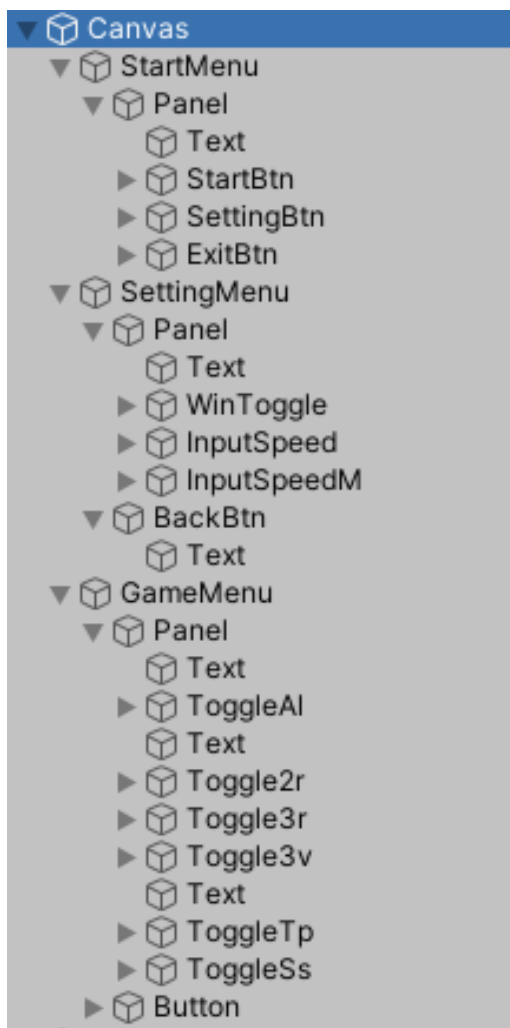 Canvas
StartMenu
Panel
Text
StartBtn
SettingBtn
ExitBtn
SettingMenu
Panel
Text
WinToggle
InputSpeed
InputSpeedM
BackBtn
Text
GameMenu
Panel
Text
ToggleAI
Text
Toggle2r
Toggle3r
Toggle3v
Text
ToggleTp
ToggleSs
Button